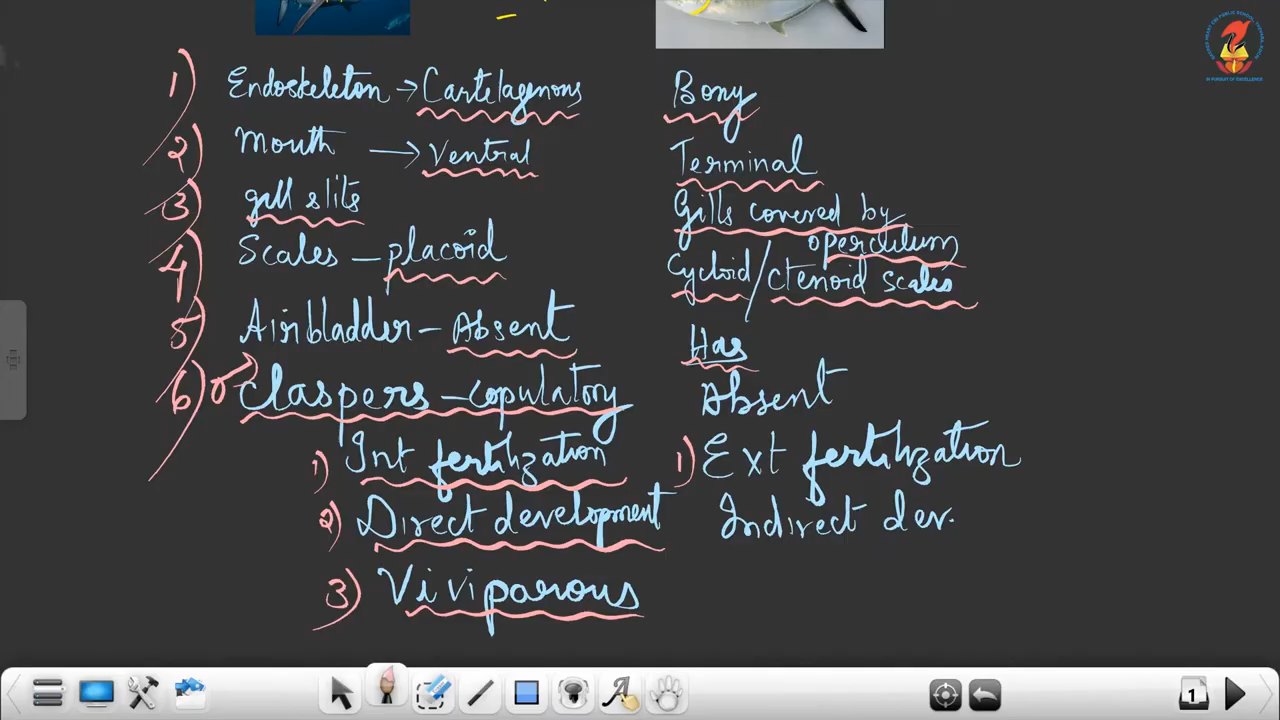 1) Endoskeleton → Cartelagenous Bony
2) Mouth → Ventral Terminal
3) gill slits Gills covered by operculum
4) Scales – placoid Cycloid / ctenoid scales
5) Airbladder – Absent Has
6) ♂ Claspers – copulatory Absent
1) Int fertilization 1) Ext fertilization
2) Direct development Indirect dev.
3) Viviparous
1